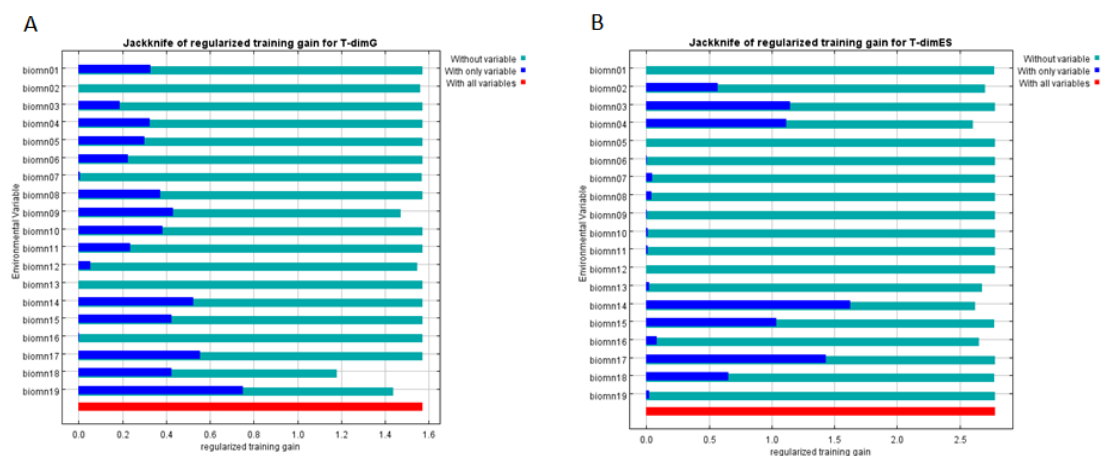 A
Jackknife of regularized training gain for T-dimG
Without variable
With only variable
With all variables
Environmental Variable
biomn01
biomn02
biomn03
biomn04
biomn05
biomn06
biomn07
biomn08
biomn09
biomn10
biomn11
biomn12
biomn13
biomn14
biomn15
biomn16
biomn17
biomn18
biomn19
0.0 0.2 0.4 0.6 0.8 1.0 1.2 1.4 1.6
regularized training gain
B
Jackknife of regularized training gain for T-dimES
Without variable
With only variable
With all variables
Environmental Variable
biomn01
biomn02
biomn03
biomn04
biomn05
biomn06
biomn07
biomn08
biomn09
biomn10
biomn11
biomn12
biomn13
biomn14
biomn15
biomn16
biomn17
biomn18
biomn19
0.0 0.5 1.0 1.5 2.0 2.5
regularized training gain